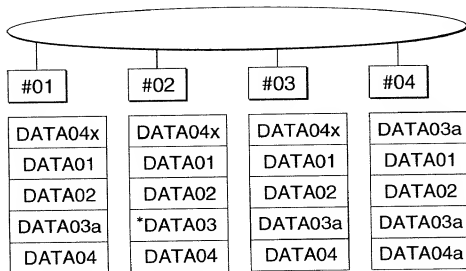 #01 #02 #03 #04
DATA04x DATA04x DATA04x DATA03a
DATA01 DATA01 DATA01 DATA01
DATA02 DATA02 DATA02 DATA02
DATA03a *DATA03 DATA03a DATA03a
DATA04 DATA04 DATA04 DATA04a